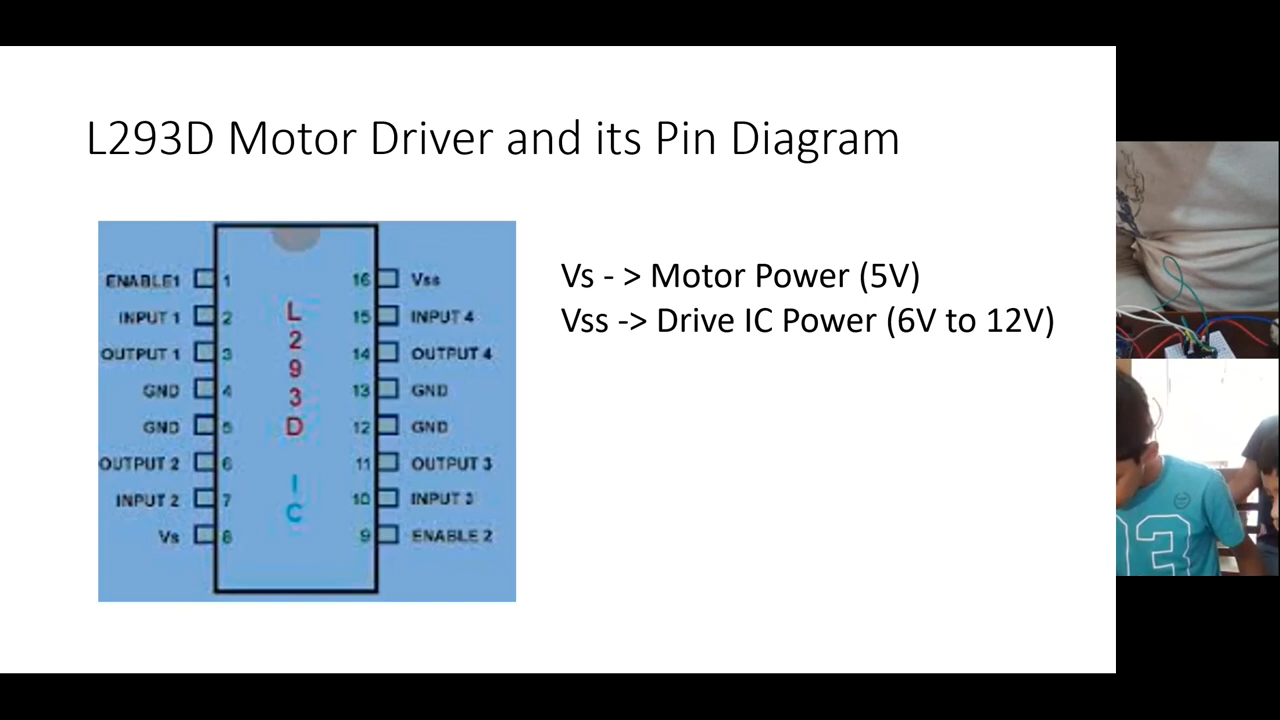 L293D Motor Driver and its Pin Diagram
ENABLE1 1 16 Vss
INPUT 1 2 15 INPUT 4
OUTPUT 1 3 14 OUTPUT 4
GND 4 13 GND
GND 5 12 GND
OUTPUT 2 6 11 OUTPUT 3
INPUT 2 7 10 INPUT 3
Vs 8 9 ENABLE 2
L
2
9
3
D
I
C
Vs - > Motor Power (5V)
Vss -> Drive IC Power (6V to 12V)
93